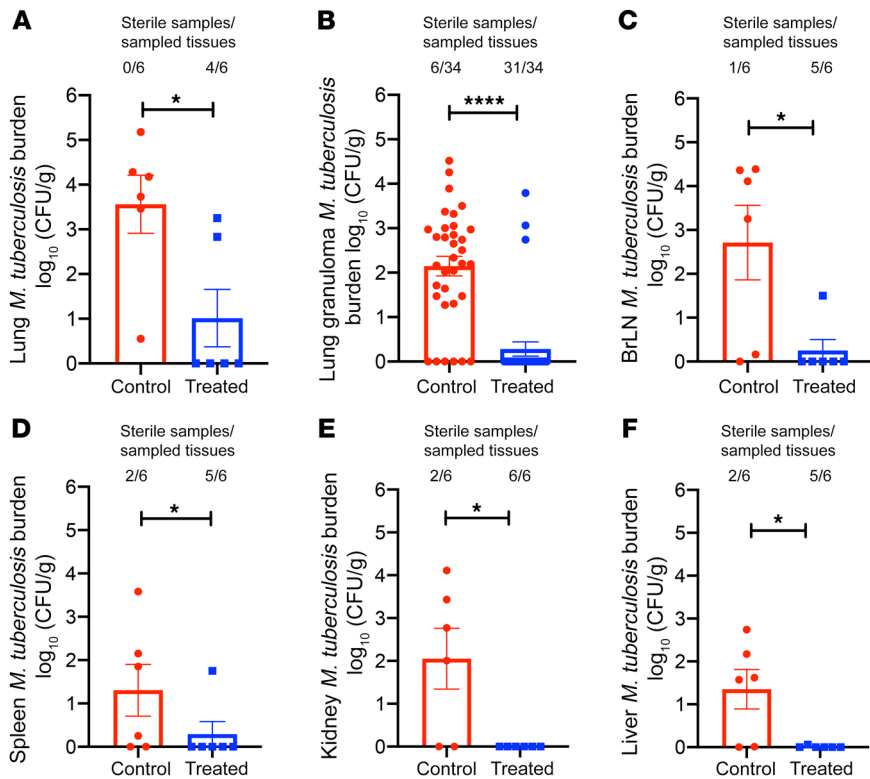 A
Sterile samples/
sampled tissues
0/6 4/6
Lung M. tuberculosis burden
log10 (CFU/g)
6
5
4
3
2
1
0
*
Control Treated
B
Sterile samples/
sampled tissues
6/34 31/34
Lung granuloma M. tuberculosis
burden log10 (CFU/g)
6
5
4
3
2
1
0
****
Control Treated
C
Sterile samples/
sampled tissues
1/6 5/6
BrLN M. tuberculosis burden
log10 (CFU/g)
6
5
4
3
2
1
0
*
Control Treated
D
Sterile samples/
sampled tissues
2/6 5/6
Spleen M. tuberculosis burden
log10 (CFU/g)
6
5
4
3
2
1
0
*
Control Treated
E
Sterile samples/
sampled tissues
2/6 6/6
Kidney M. tuberculosis burden
log10 (CFU/g)
6
5
4
3
2
1
0
*
Control Treated
F
Sterile samples/
sampled tissues
2/6 5/6
Liver M. tuberculosis burden
log10 (CFU/g)
6
5
4
3
2
1
0
*
Control Treated